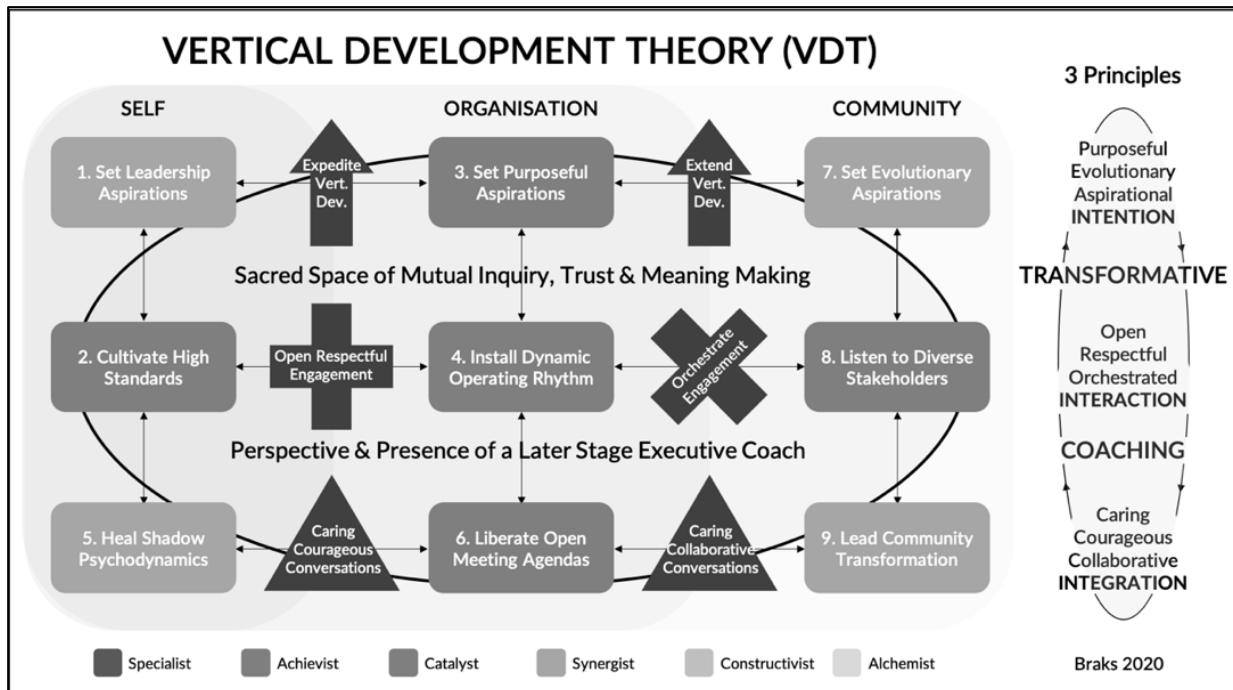 VERTICAL DEVELOPMENT THEORY (VDT)
SELF
ORGANISATION
COMMUNITY
1. Set Leadership
Aspirations
Expedite
Vert.
Dev.
3. Set Purposeful
Aspirations
Extend
Vert.
Dev.
7. Set Evolutionary
Aspirations
Sacred Space of Mutual Inquiry, Trust & Meaning Making
2. Cultivate High
Standards
Open Respectful
Engagement
4. Install Dynamic
Operating Rhythm
Orchestrate
Engagement
8. Listen to Diverse
Stakeholders
Perspective & Presence of a Later Stage Executive Coach
5. Heal Shadow
Psychodynamics
Caring
Courageous
Conversations
6. Liberate Open
Meeting Agendas
Caring
Collaborative
Conversations
9. Lead Community
Transformation
Specialist
Achievist
Catalyst
Synergist
Constructivist
Alchemist
3 Principles
Purposeful
Evolutionary
Aspirational
INTENTION
TRANSFORMATIVE
Open
Respectful
Orchestrated
INTERACTION
COACHING
Caring
Courageous
Collaborative
INTEGRATION
Braks 2020